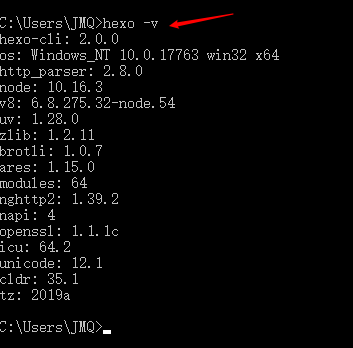 C:\Users\JMQ>hexo -v
hexo-cli: 2.0.0
os: Windows_NT 10.0.17763 win32 x64
http_parser: 2.8.0
node: 10.16.3
v8: 6.8.275.32-node.54
uv: 1.28.0
zlib: 1.2.11
brotli: 1.0.7
ares: 1.15.0
modules: 64
nghttp2: 1.39.2
napi: 4
openssl: 1.1.1c
icu: 64.2
unicode: 12.1
cldr: 35.1
tz: 2019a
C:\Users\JMQ>